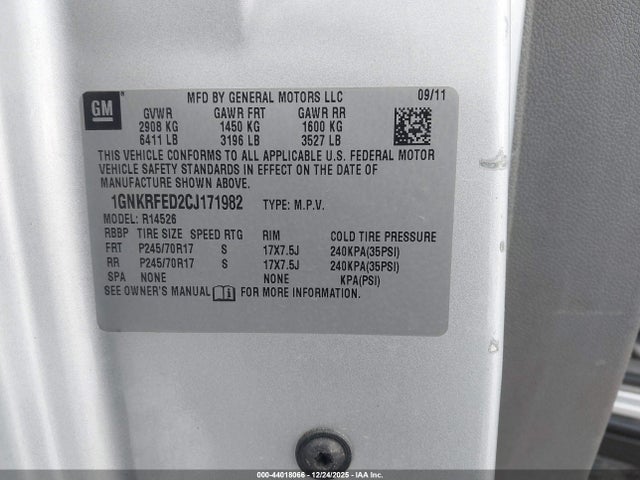 MFD BY GENERAL MOTORS LLC 09/11
GM
GVWR GAWR FRT GAWR RR
2908 KG 1450 KG 1600 KG
6411 LB 3196 LB 3527 LB
THIS VEHICLE CONFORMS TO ALL APPLICABLE U.S. FEDERAL MOTOR
VEHICLE SAFETY STANDARDS IN EFFECT ON THE DATE OF
MANUFACTURE SHOWN ABOVE.
1GNKRFED2CJ171982 TYPE: M.P.V.
MODEL: R14526
RBBP TIRE SIZE SPEED RTG RIM COLD TIRE PRESSURE
FRT P245/70R17 S 17X7.5J 240KPA(35PSI)
RR P245/70R17 S 17X7.5J 240KPA(35PSI)
SPA NONE NONE KPA(PSI)
SEE OWNER'S MANUAL FOR MORE INFORMATION.
000-44018066 - 12/24/2025 - IAAI, Inc.